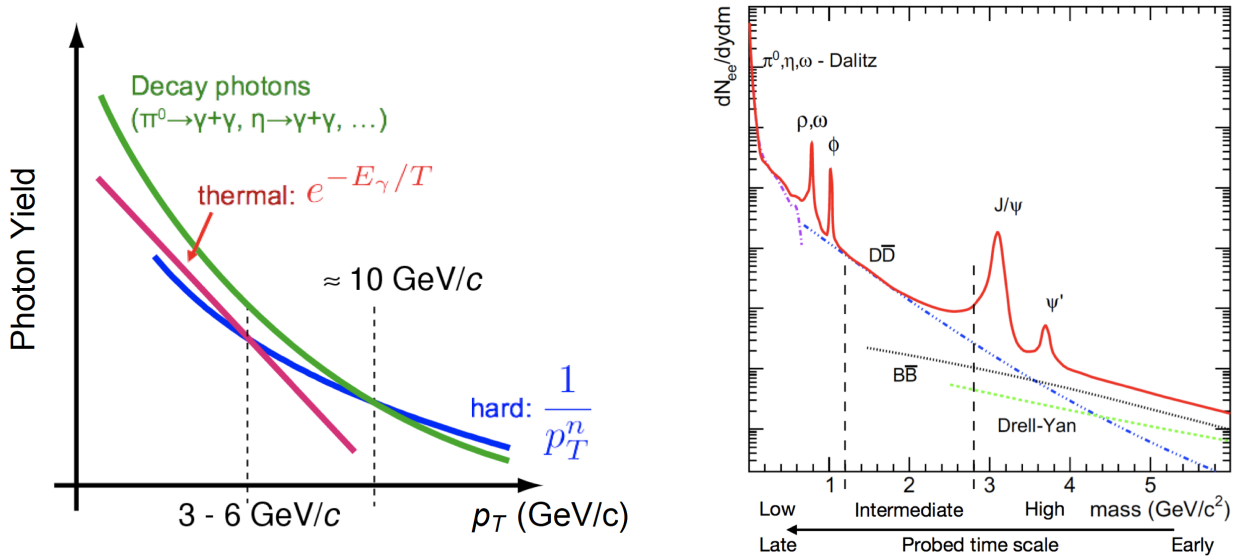 Photon Yield
Decay photons
(π⁰→γ+γ, η→γ+γ, ...)
thermal: e^{-E_γ/T}
≈ 10 GeV/c
hard: 1/p_T^n
3 - 6 GeV/c
p_T (GeV/c)
dN_ee/dydm
π⁰,η,ω - Dalitz
ρ,ω
ϕ
J/ψ
DD̅
ψ'
BB̅
Drell-Yan
1 2 3 4 5
mass (GeV/c²)
Low Intermediate High
Late Probed time scale Early